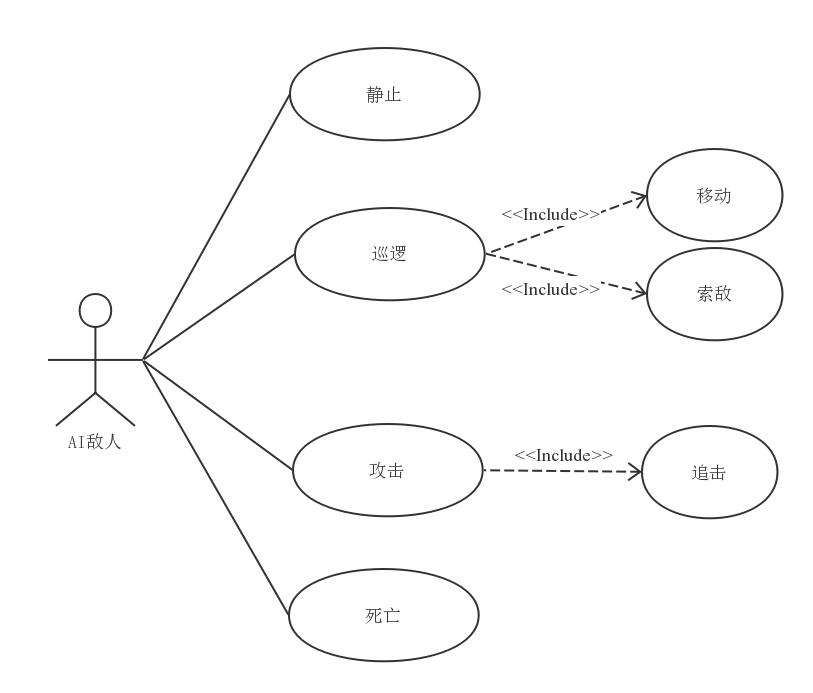 静止
<<Include>>
移动
巡逻
<<Include>>
索敌
AI敌人
<<Include>>
攻击
追击
死亡